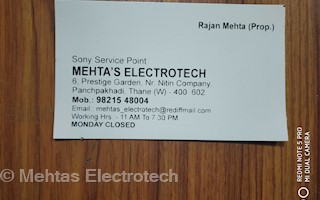 Rajan Mehta (Prop.)
Sony Service Point
MEHTA'S ELECTROTECH
6, Prestige Garden, Nr. Nitin Company
Panchpakhadi, Thane (W) - 400 602
Mob.: 98215 48004
Email : mehtas_electrotech@rediffmail.com
Working Hrs. - 11 AM To 7.30 PM
MONDAY CLOSED
© Mehtas Electrotech
REDMI NOTE 5 PRO
MI DUAL CAMERA